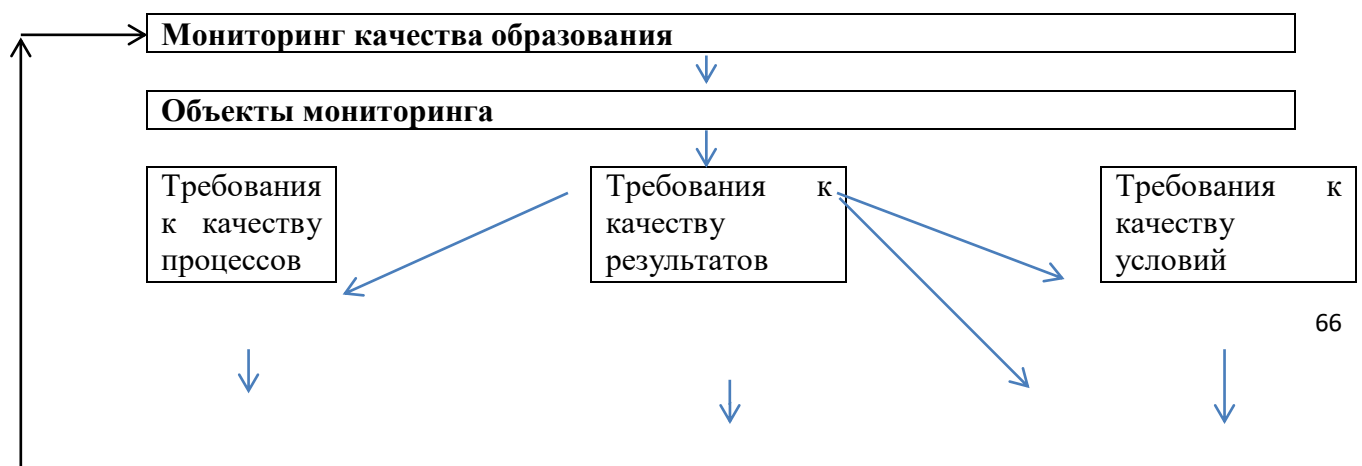 Мониторинг качества образования
Объекты мониторинга
Требования
к качеству
процессов
Требования к
качеству
результатов
Требования к
качеству
условий
66